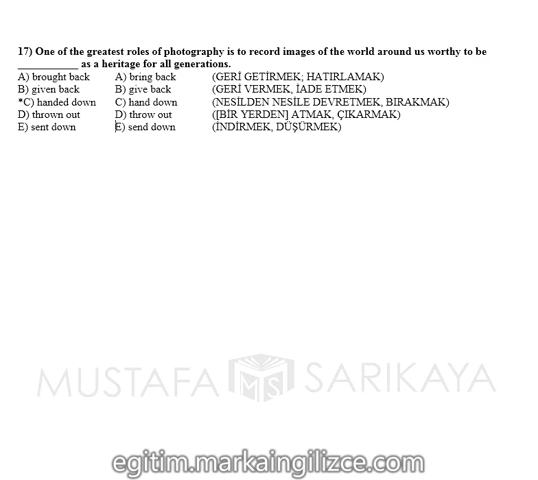 17) One of the greatest roles of photography is to record images of the world around us worthy to be
____________ as a heritage for all generations.
A) brought back A) bring back (GERİ GETİRMEK; HATIRLAMAK)
B) given back B) give back (GERİ VERMEK, İADE ETMEK)
*C) handed down C) hand down (NESİLDEN NESİLE DEVRETMEK, BIRAKMAK)
D) thrown out D) throw out ([BİR YERDEN] ATMAK, ÇIKARMAK)
E) sent down E) send down (İNDİRMEK, DÜŞÜRMEK)
MUSTAFA MS SARIKAYA
egitim.markaingilizce.com